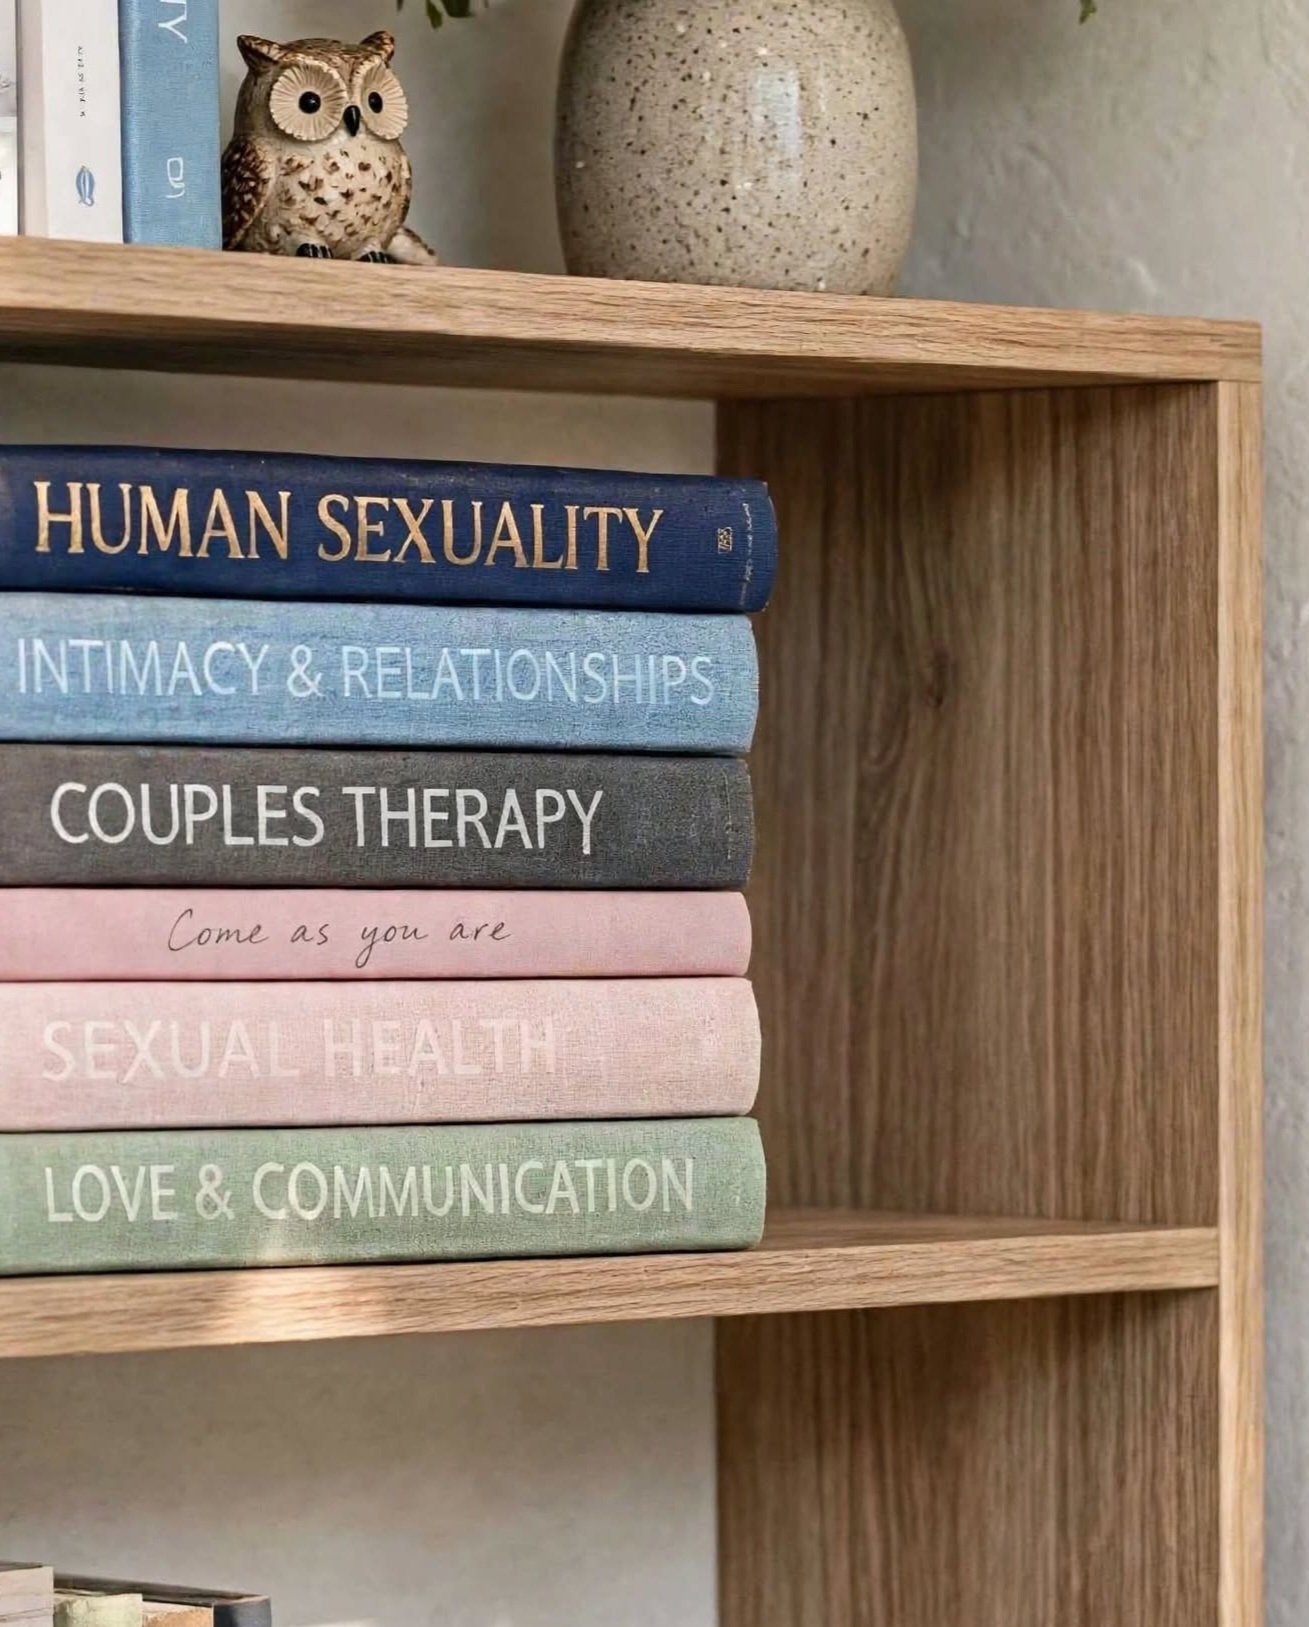 HUMAN SEXUALITY
INTIMACY & RELATIONSHIPS
COUPLES THERAPY
Come as you are
SEXUAL HEALTH
LOVE & COMMUNICATION